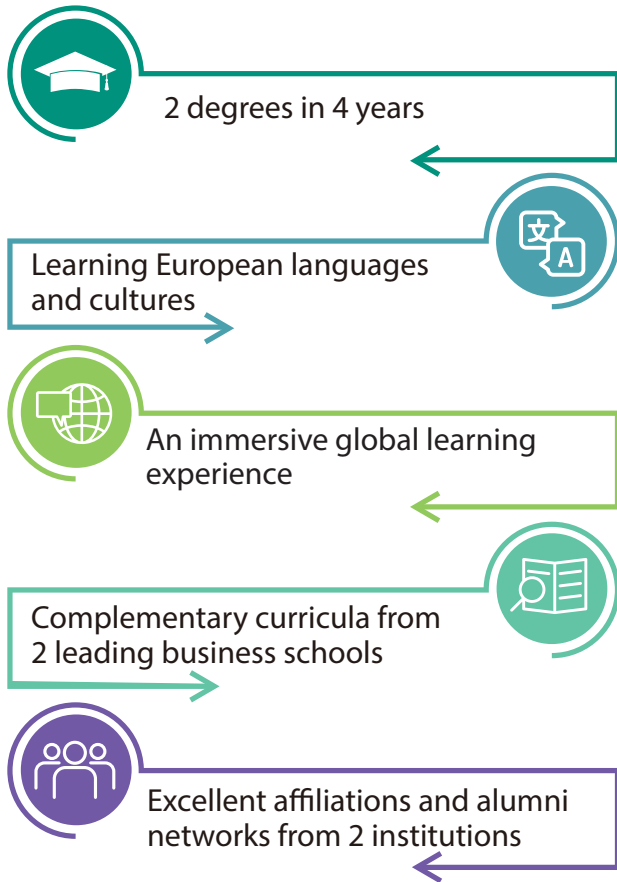 2 degrees in 4 years
文
A
Learning European languages
and cultures
An immersive global learning
experience
Complementary curricula from
2 leading business schools
Excellent affiliations and alumni
networks from 2 institutions